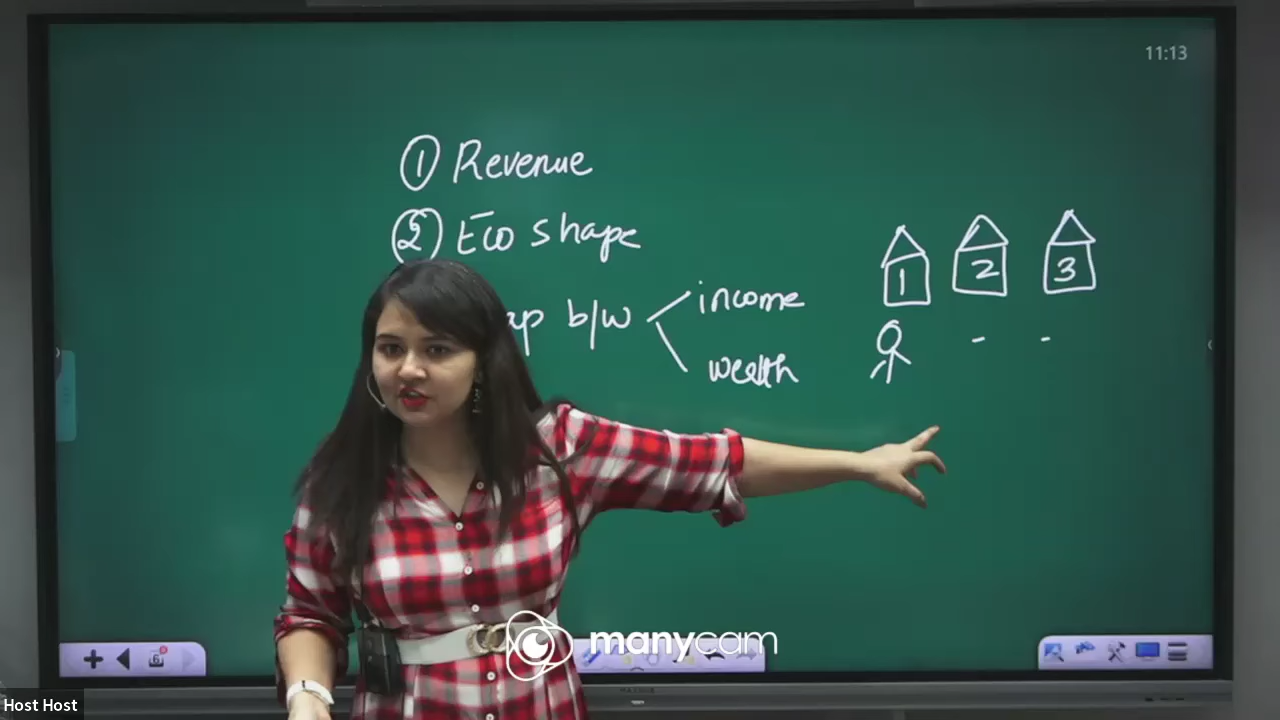 11:13
① Revenue
② Eco shape
b/w income
wealth
1 2 3
manycam
Host Host